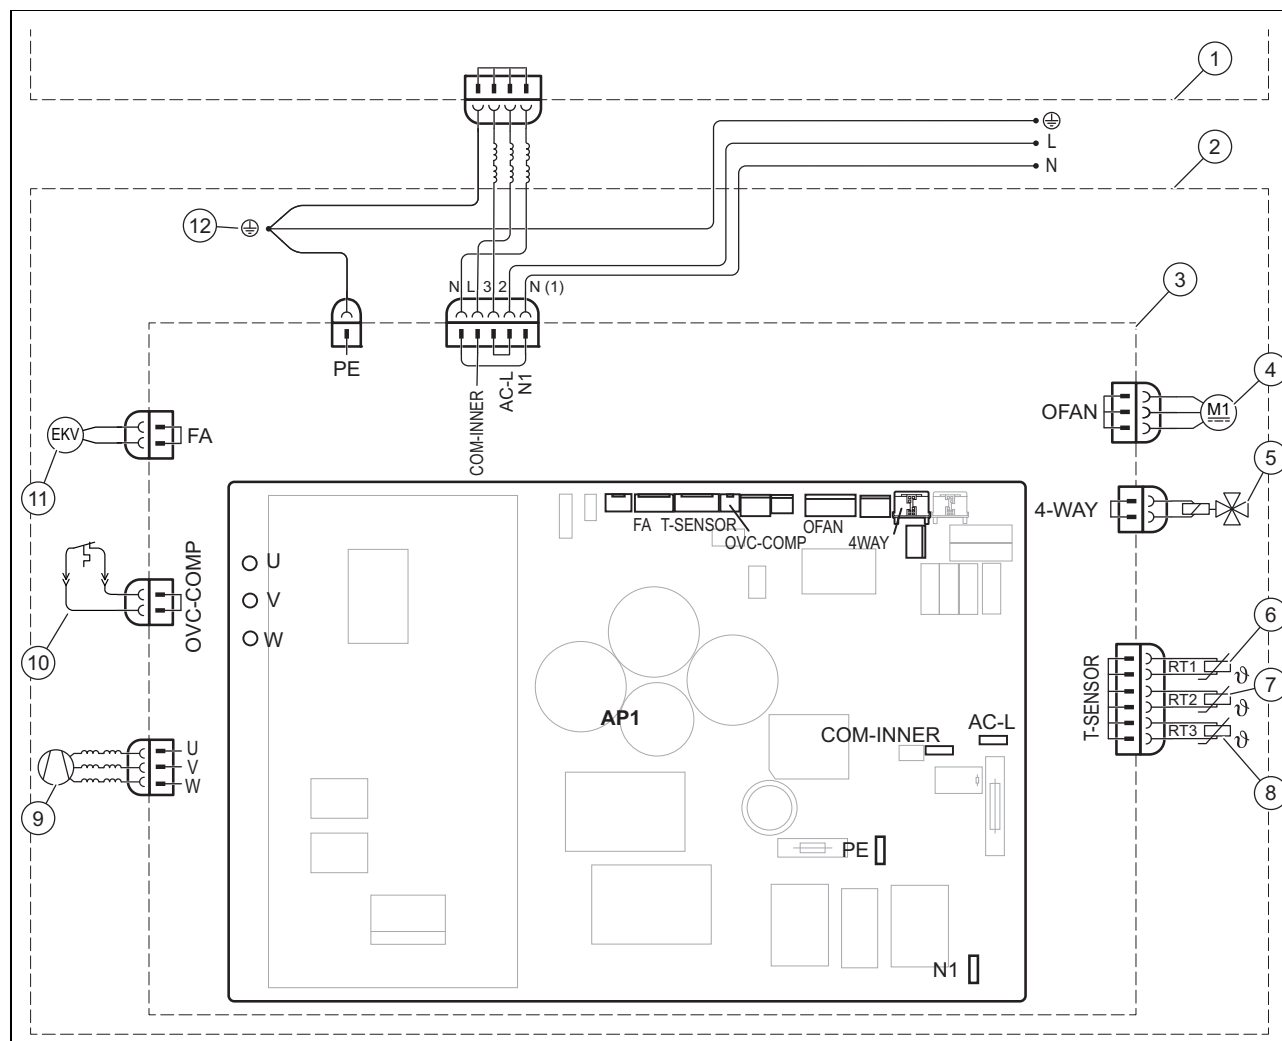 1
L
N
2
12
N L 3 2 N (1)
3
PE
COM-INNER
AC-L
N1
4
OFAN
M1
EKV
FA
11
5
4-WAY
FA T-SENSOR
OVC-COMP
OFAN
4WAY
OVC-COMP
10
U
V
W
6
T-SENSOR
RT1
ϑ
7
RT2
ϑ
RT3
ϑ
8
AP1
COM-INNER
AC-L
U
V
W
9
PE
N1